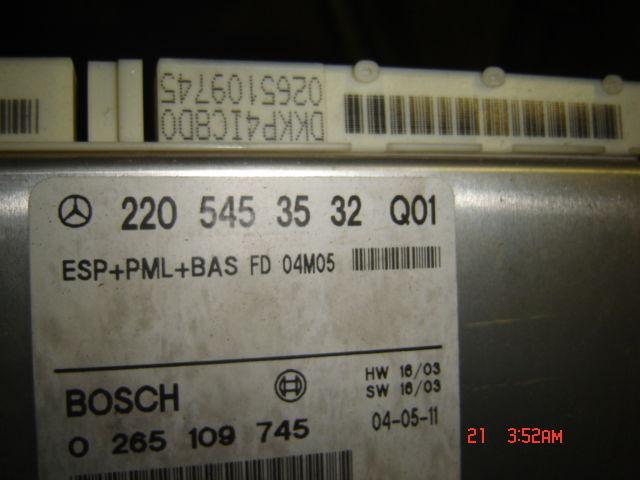 0265109745
DKKP4IC8D0
220 545 35 32 Q01
ESP+PML+BAS FD 04M05
HW 16/03
SW 16/03
BOSCH
0 265 109 745
04-05-11
21 3:52AM